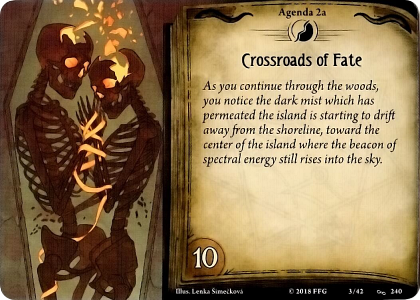 Agenda 2a
Crossroads of Fate
As you continue through the woods,
you notice the dark mist which has
permeated the island is starting to drift
away from the shoreline, toward the
center of the island where the beacon of
spectral energy still rises into the sky.
10
Illus. Lenka Šimečková
© 2018 FFG
3/42
240